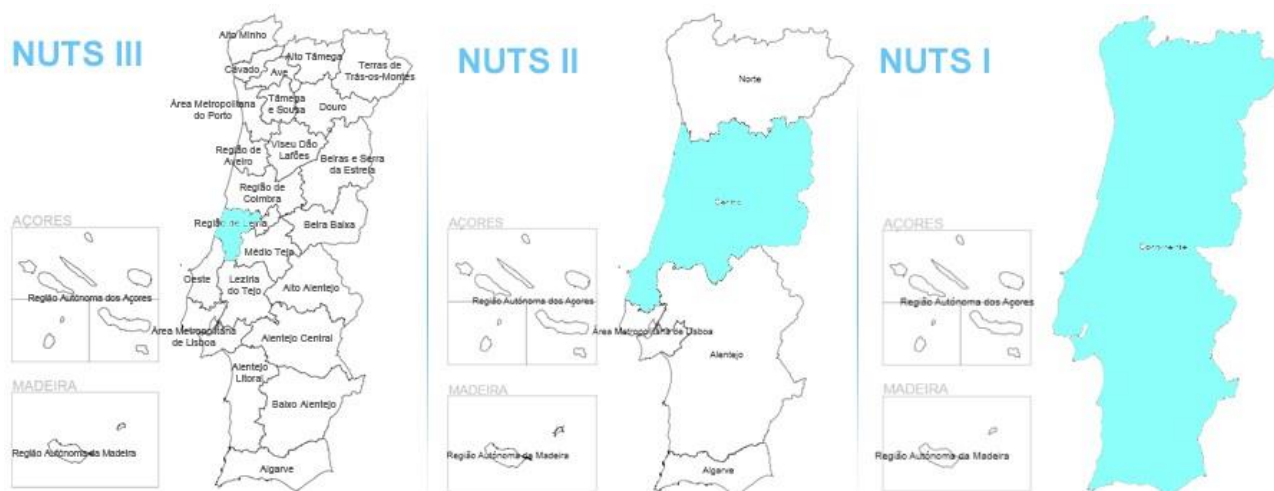 NUTS III
Alto Minho
Alto Tâmega
Terras de
Trás-os-Montes
Cávado
Ave
Área Metropolitana
do Porto
Tâmega
e Sousa
Douro
Região de
Aveiro
Viseu Dão
Lafões
Beiras e Serra
da Estrela
Região de
Coimbra
Região de Leiria
Beira Baixa
Médio Tejo
Oeste
Lezíria
do Tejo
Alto Alentejo
Área Metropolitana
de Lisboa
Alentejo Central
Alentejo
Litoral
Baixo Alentejo
Algarve
AÇORES
Região Autónoma dos Açores
MADEIRA
Região Autónoma da Madeira
NUTS II
Norte
Centro
Área Metropolitana de Lisboa
Alentejo
Algarve
AÇORES
Região Autónoma dos Açores
MADEIRA
Região Autónoma da Madeira
NUTS I
Continente
AÇORES
Região Autónoma dos Açores
MADEIRA
Região Autónoma da Madeira